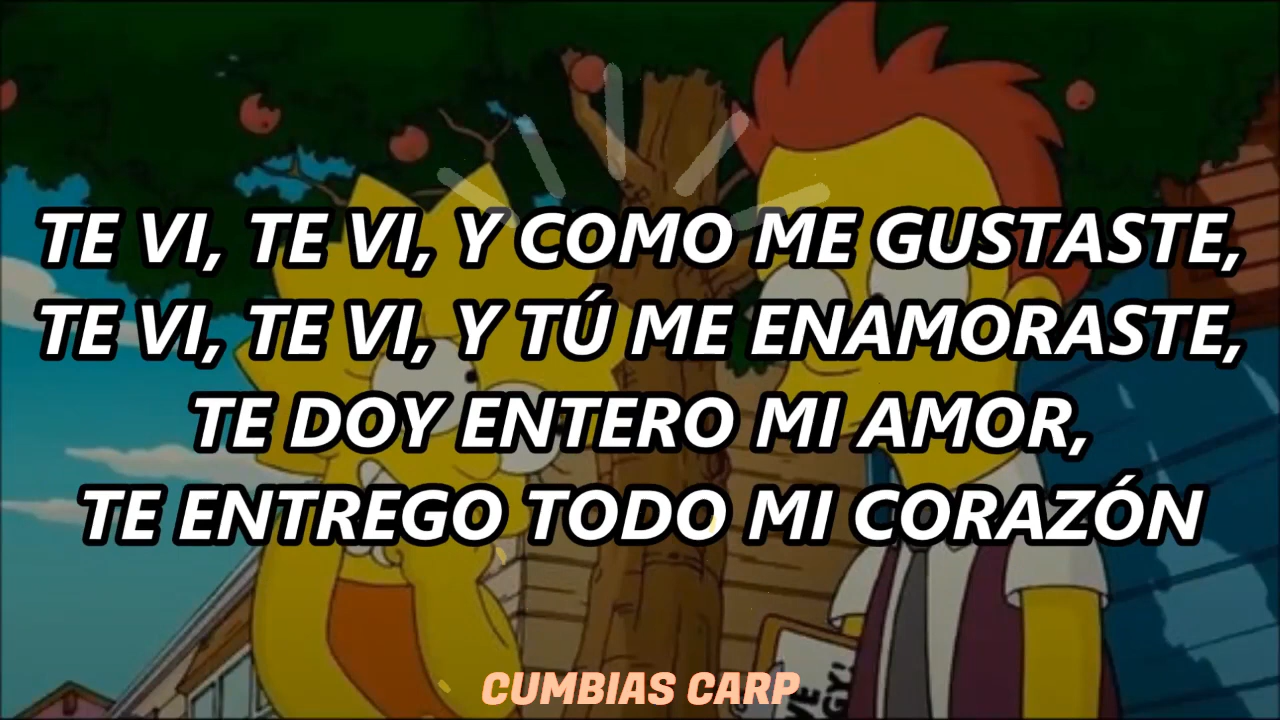 TE VI, TE VI, Y COMO ME GUSTASTE,
TE VI, TE VI, Y TÚ ME ENAMORASTE,
TE DOY ENTERO MI AMOR,
TE ENTREGO TODO MI CORAZÓN
CUMBIAS CARP